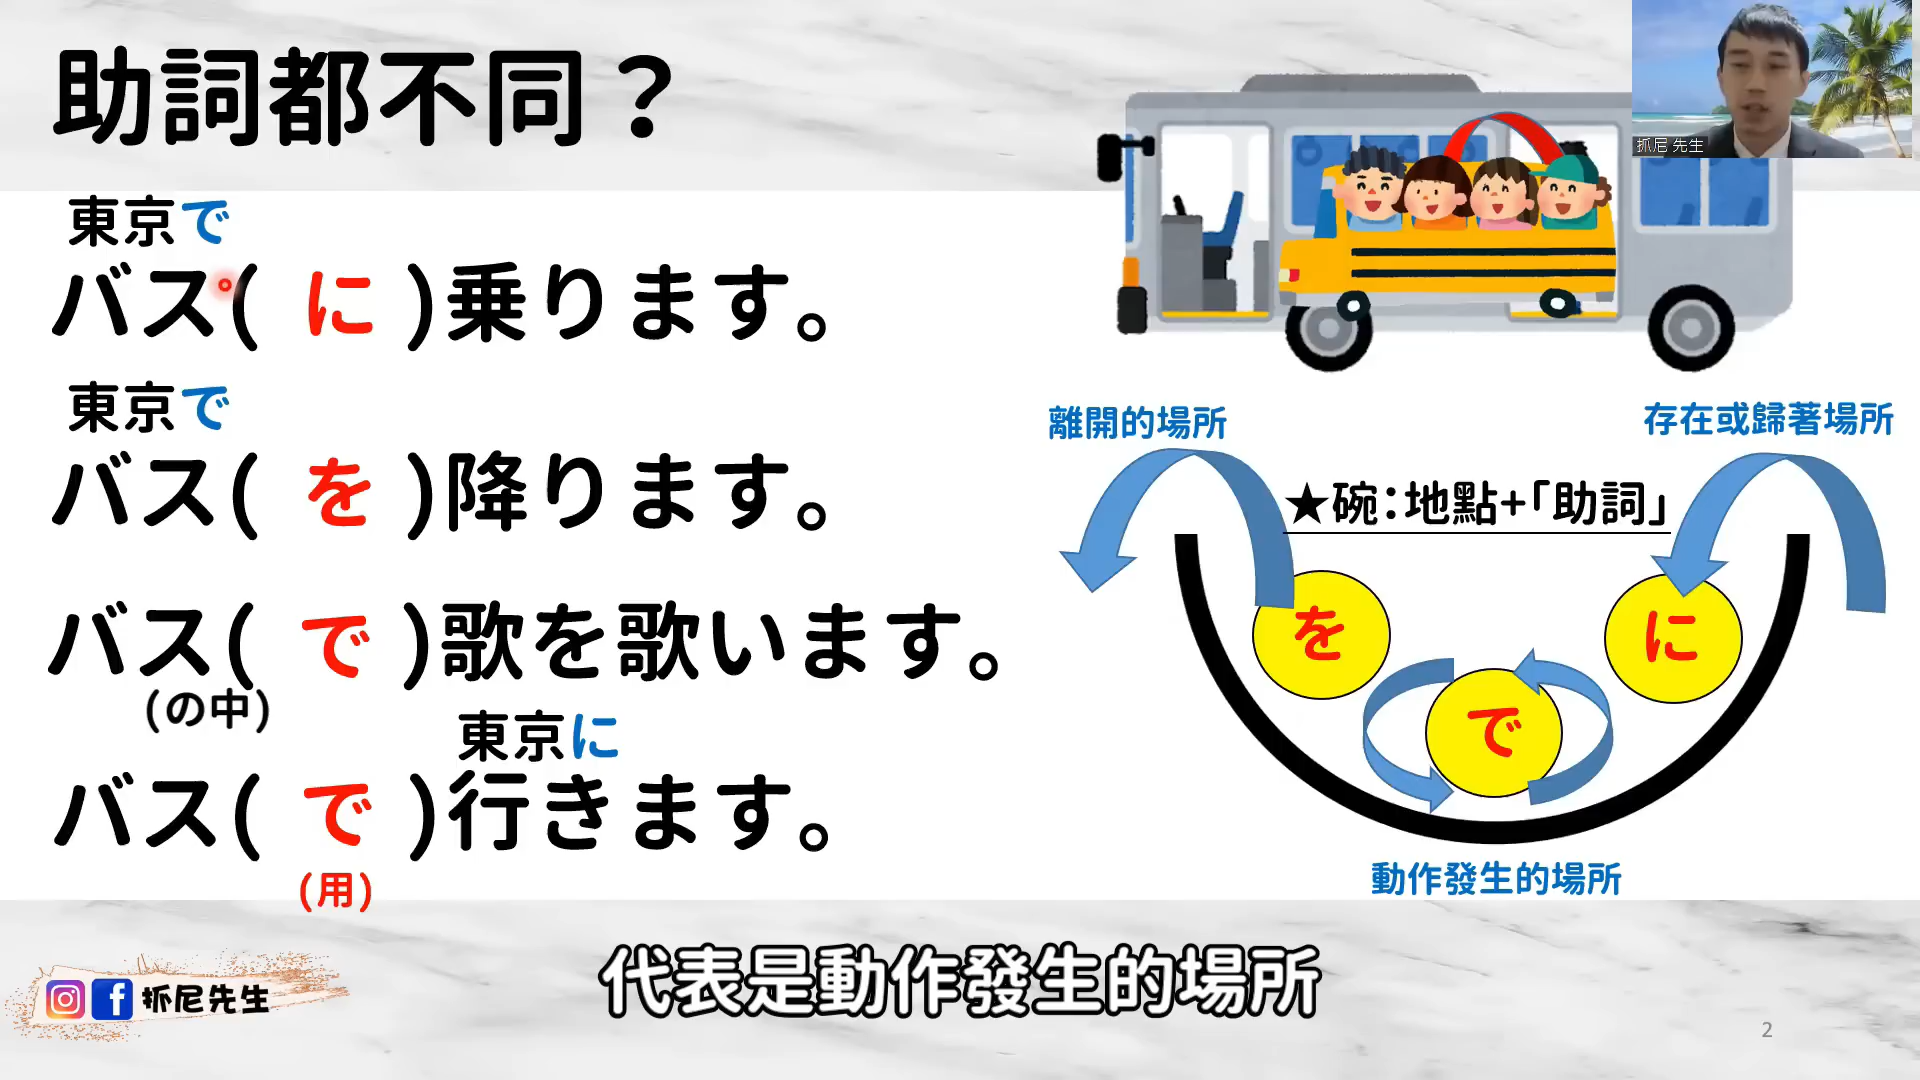 助詞都不同？
抓尼 先生
東京で
バス( に )乗ります。
東京で
バス( を )降ります。
バス( で )歌を歌います。
(の中)
東京に
バス( で )行きます。
(用)
離開的場所
存在或歸著場所
★碗：地點+「助詞」
を
に
で
動作發生的場所
代表是動作發生的場所
抓尼先生
2